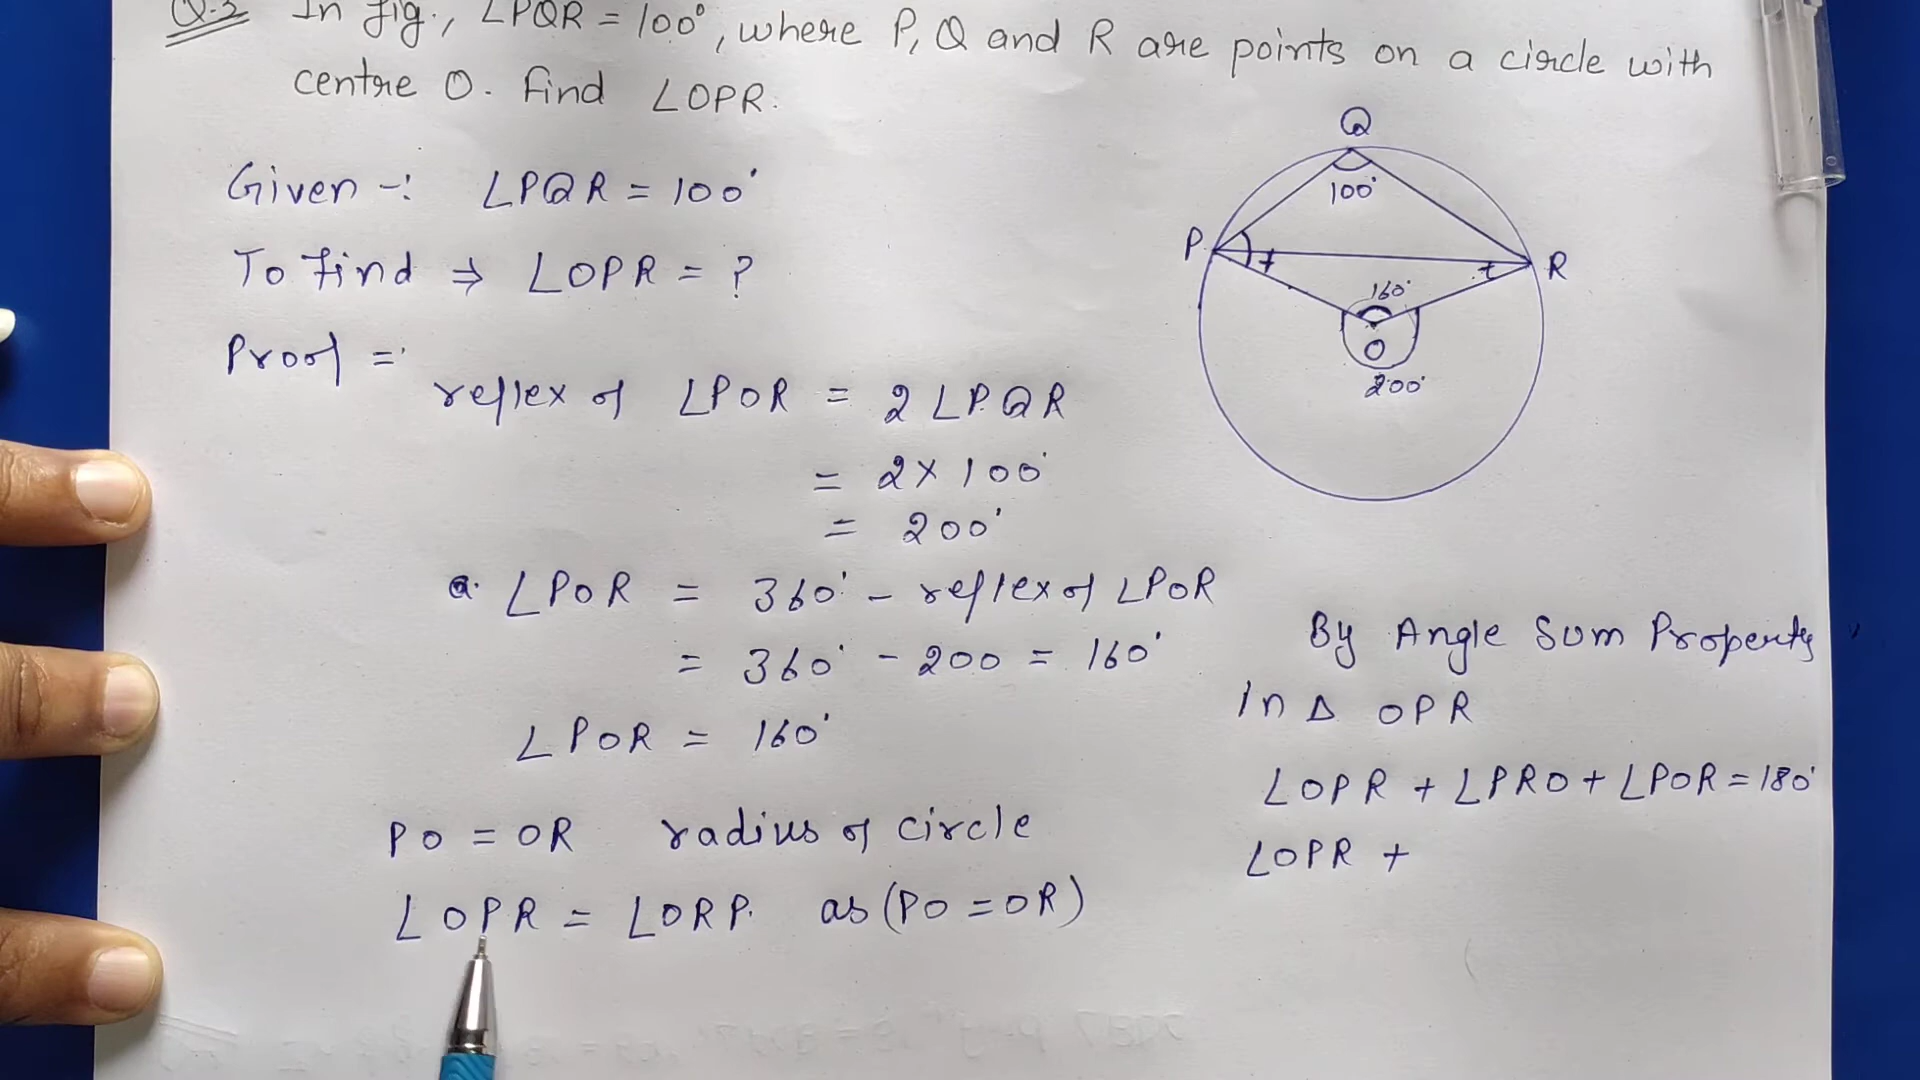 Q.3 In fig., ∠PQR = 100°, where P, Q and R are points on a circle with
centre O. Find ∠OPR.
Given -: ∠PQR = 100°
To find ⇒ ∠OPR = ?
Proof =
reflex of ∠POR = 2 ∠PQR
= 2 × 100°
= 200°
∠POR = 360° - reflex of ∠POR
= 360° - 200 = 160°
∠POR = 160°
PO = OR radius of circle
∠OPR = ∠ORP. as (PO = OR)
Q
100°
P
R
160°
O
200°
By Angle Sum Property
In △ OPR
∠OPR + ∠PRO + ∠POR = 180°
∠OPR +